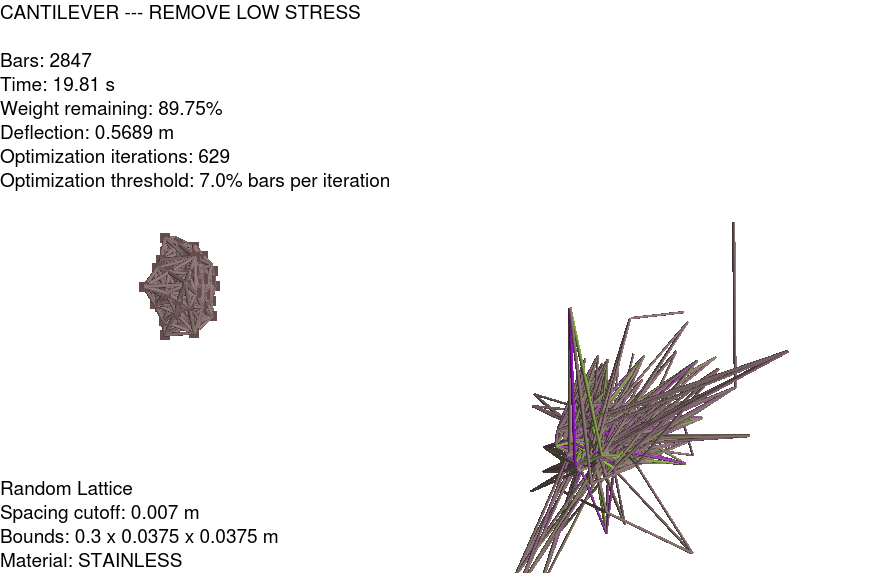 CANTILEVER --- REMOVE LOW STRESS
Bars: 2847
Time: 19.81 s
Weight remaining: 89.75%
Deflection: 0.5689 m
Optimization iterations: 629
Optimization threshold: 7.0% bars per iteration
Random Lattice
Spacing cutoff: 0.007 m
Bounds: 0.3 x 0.0375 x 0.0375 m
Material: STAINLESS